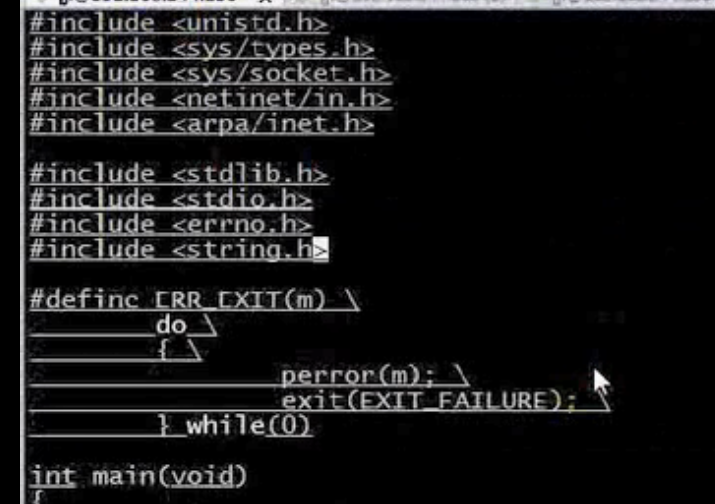 #include <unistd.h>
#include <sys/types.h>
#include <sys/socket.h>
#include <netinet/in.h>
#include <arpa/inet.h>
#include <stdlib.h>
#include <stdio.h>
#include <errno.h>
#include <string.h>
#define ERR_EXIT(m) \
do \
{ \
perror(m); \
exit(EXIT_FAILURE); \
} while(0)
int main(void)
{